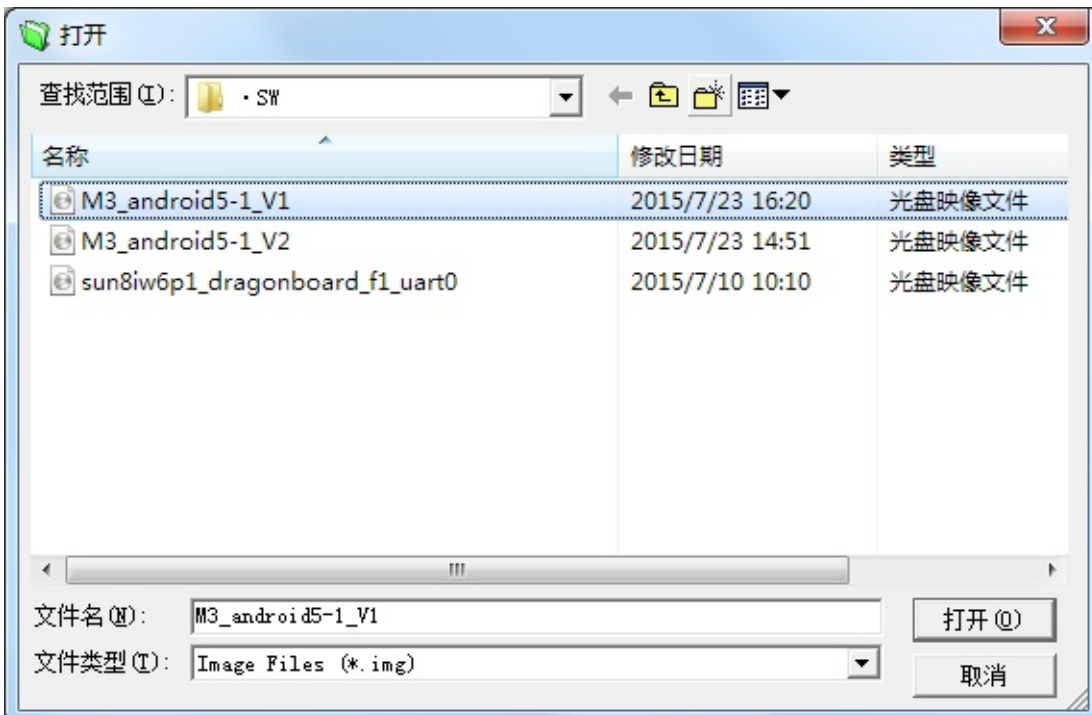 打开
查找范围(I): ·SW
名称 修改日期 类型
M3_android5-1_V1 2015/7/23 16:20 光盘映像文件
M3_android5-1_V2 2015/7/23 14:51 光盘映像文件
sun8iw6p1_dragonboard_f1_uart0 2015/7/10 10:10 光盘映像文件
文件名(N): M3_android5-1_V1 打开(O)
文件类型(T): Image Files (*.img) 取消